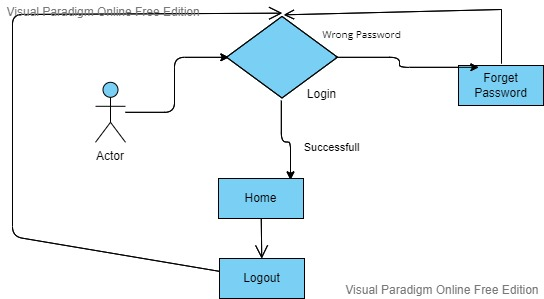 Visual Paradigm Online Free Edition
Wrong Password
Forget
Password
Login
Actor
Successfull
Home
Logout
Visual Paradigm Online Free Edition